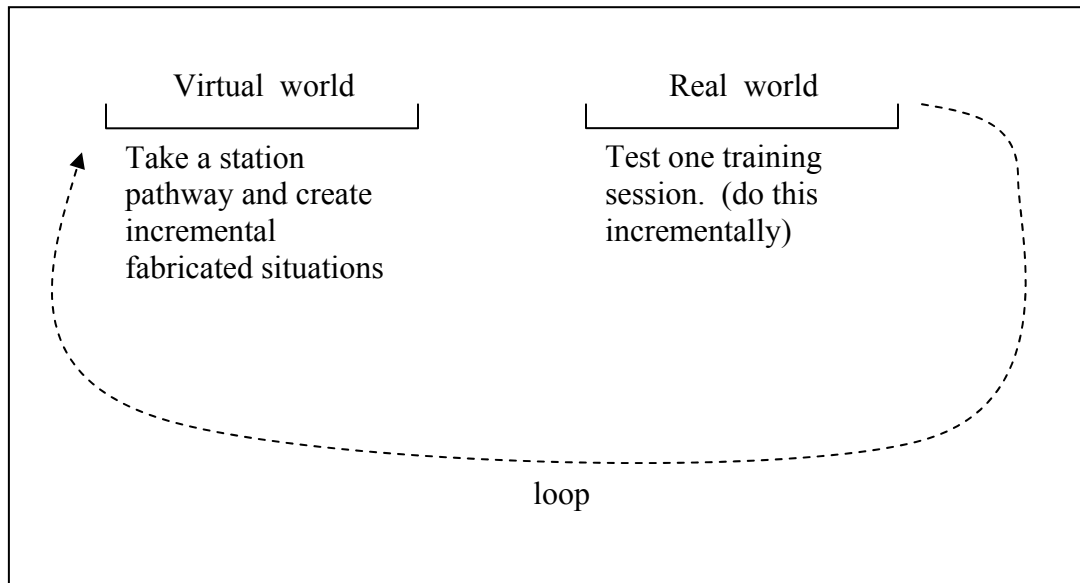 Virtual world
Take a station
pathway and create
incremental
fabricated situations
Real world
Test one training
session. (do this
incrementally)
loop